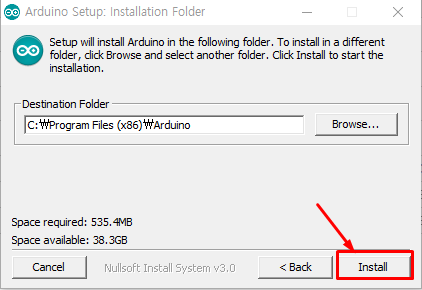 Arduino Setup: Installation Folder
Setup will install Arduino in the following folder. To install in a different
folder, click Browse and select another folder. Click Install to start the
installation.
Destination Folder
C:₩Program Files (x86)₩Arduino
Browse...
Space required: 535.4MB
Space available: 38.3GB
Cancel
Nullsoft Install System v3.0
< Back
Install